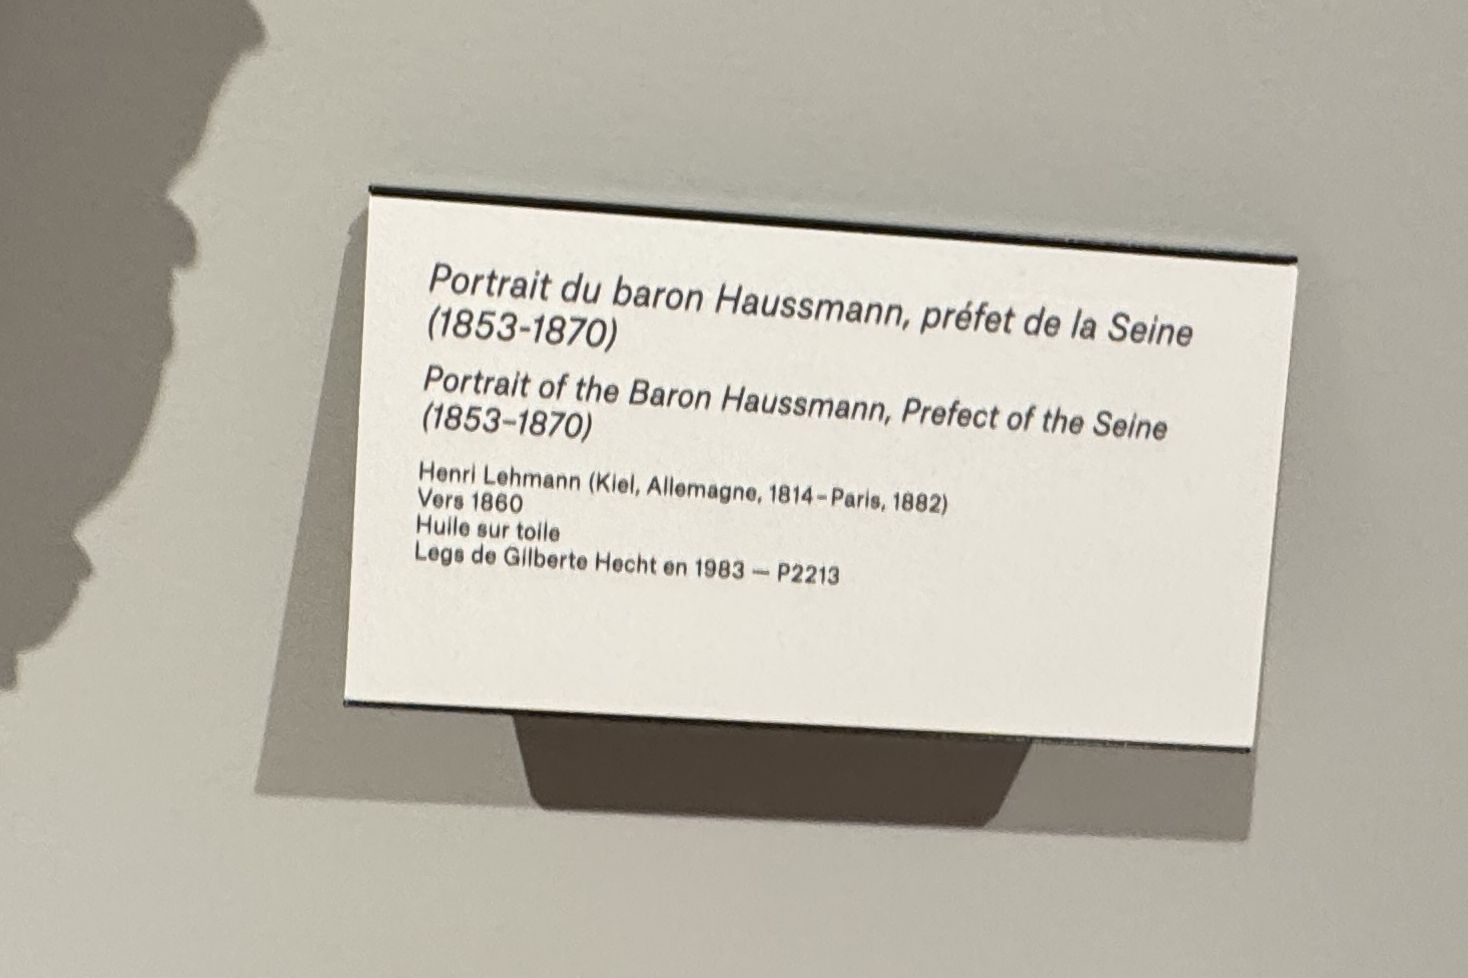 Portrait du baron Haussmann, préfet de la Seine
(1853-1870)
Portrait of the Baron Haussmann, Prefect of the Seine
(1853–1870)
Henri Lehmann (Kiel, Allemagne, 1814–Paris, 1882)
Vers 1860
Huile sur toile
Legs de Gilberte Hecht en 1983 — P2213